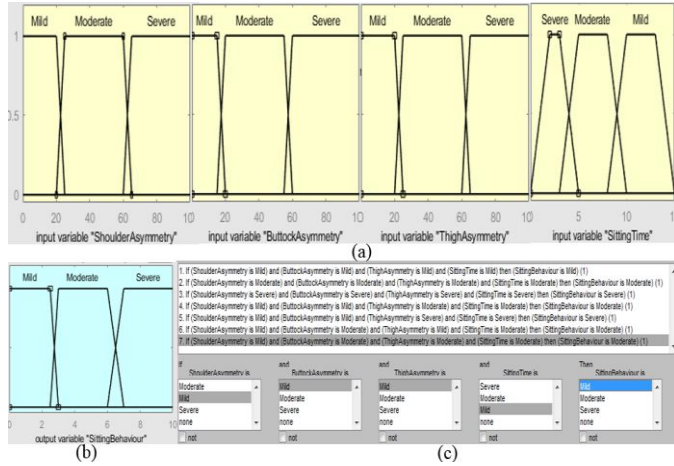 Mild Moderate Severe Mild Moderate Severe Mild Moderate Severe Severe Moderate Mild
1
0.5
0
0 20 40 60 80 100 20 40 60 80 100 20 40 60 80 100 5 10
input variable "ShoulderAsymmetry" input variable "ButtockAsymmetry" input variable "ThighAsymmetry" input variable "SittingTime"
(a)
Mild Moderate Severe
0 2 4 6 8 10
output variable "SittingBehaviour"
(b)
1. If (ShoulderAsymmetry is Mild) and (ButtockAsymmetry is Mild) and (ThighAsymmetry is Mild) and (SittingTime is Mild) then (SittingBehaviour is Mild) (1)
2. If (ShoulderAsymmetry is Moderate) and (ButtockAsymmetry is Moderate) and (ThighAsymmetry is Moderate) and (SittingTime is Moderate) then (SittingBehaviour is Moderate) (1)
3. If (ShoulderAsymmetry is Severe) and (ButtockAsymmetry is Severe) and (ThighAsymmetry is Severe) and (SittingTime is Severe) then (SittingBehaviour is Severe) (1)
4. If (ShoulderAsymmetry is Mild) and (ButtockAsymmetry is Moderate) and (ThighAsymmetry is Mild) and (SittingTime is Moderate) then (SittingBehaviour is Moderate) (1)
5. If (ShoulderAsymmetry is Mild) and (ButtockAsymmetry is Mild) and (ThighAsymmetry is Severe) and (SittingTime is Severe) then (SittingBehaviour is Severe) (1)
6. If (ShoulderAsymmetry is Mild) and (ButtockAsymmetry is Moderate) and (ThighAsymmetry is Mild) and (SittingTime is Moderate) then (SittingBehaviour is Moderate) (1)
7. If (ShoulderAsymmetry is Mild) and (ButtockAsymmetry is Moderate) and (ThighAsymmetry is Moderate) and (SittingTime is Moderate) then (SittingBehaviour is Moderate) (1)
If and and and Then
ShoulderAsymmetry is ButtockAsymmetry is ThighAsymmetry is SittingTime is SittingBehaviour is
Moderate Mild Mild Severe Mild
Mild Moderate Moderate Moderate Moderate
Severe Severe Severe Mild Severe
none none none none none
not not not not not
(c)